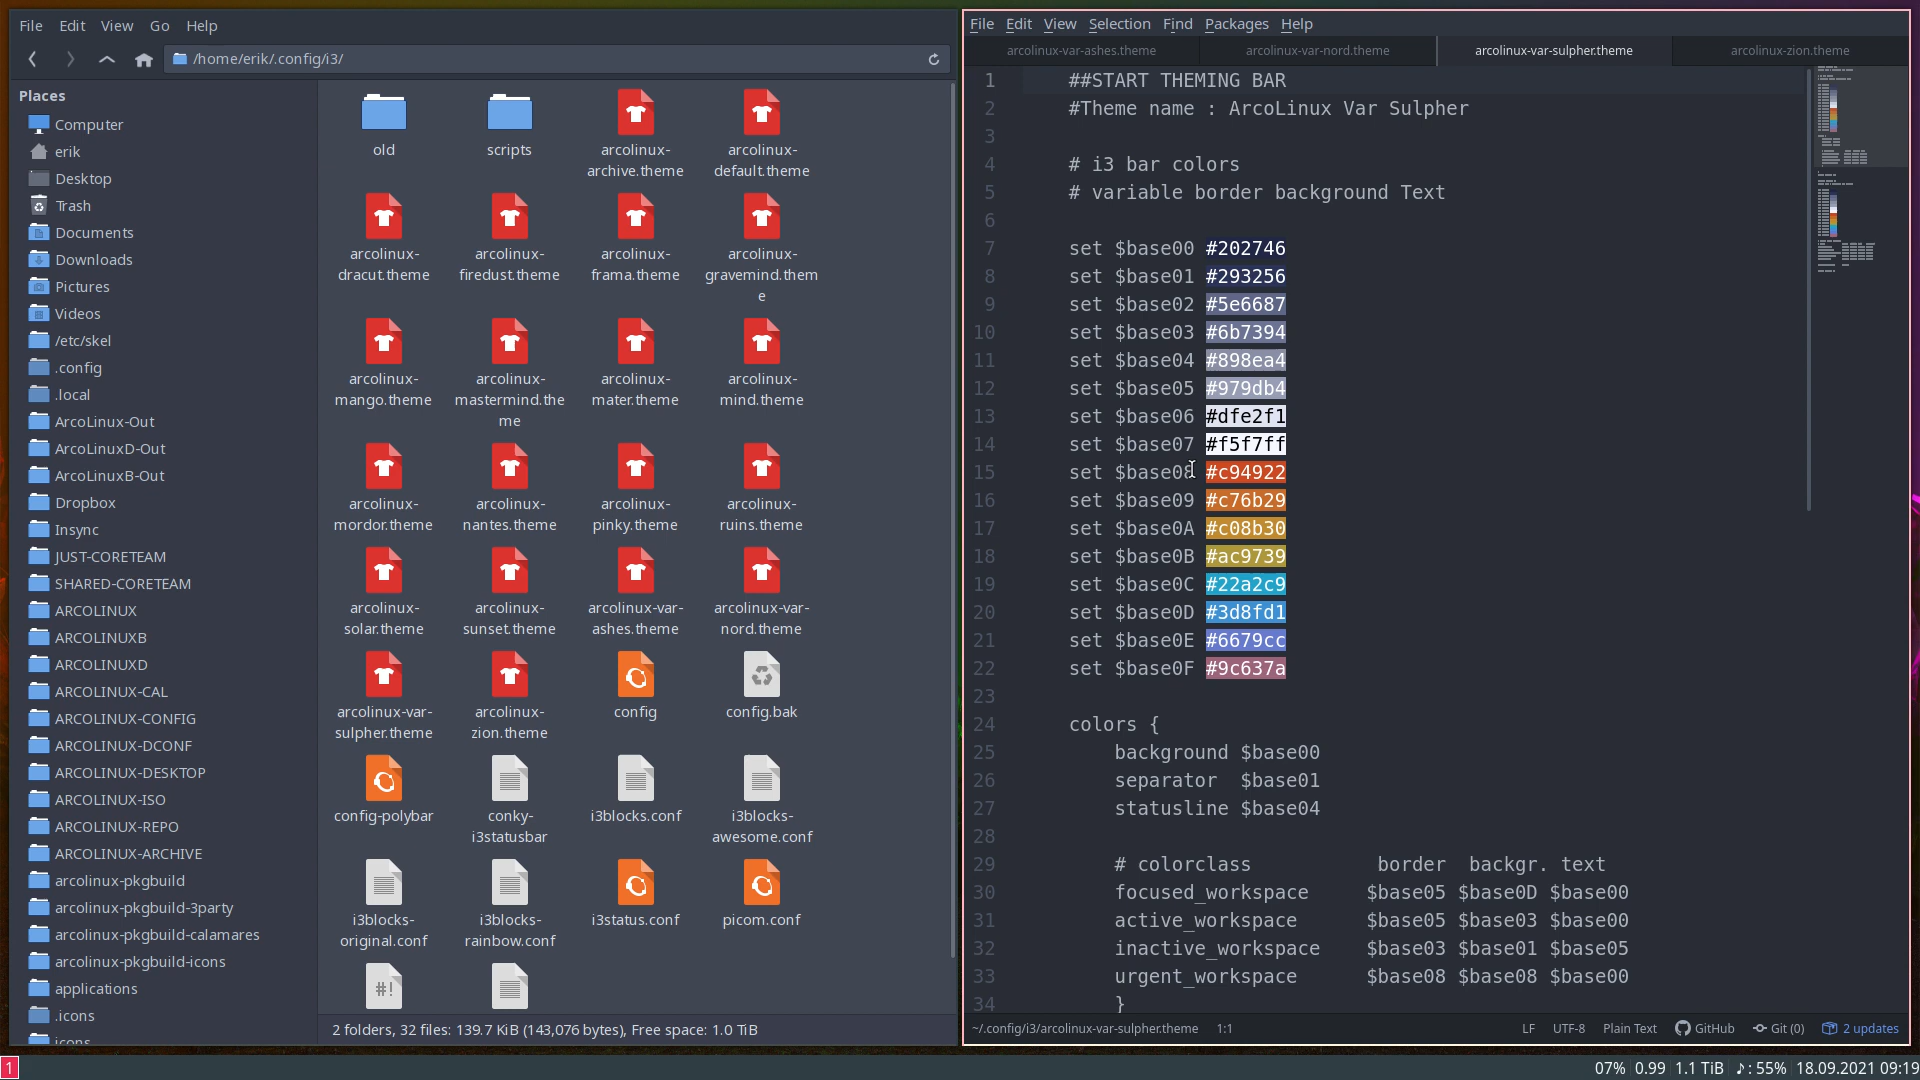 File Edit View Go Help
/home/erik/.config/i3/
Places
Computer
erik
Desktop
Trash
Documents
Downloads
Pictures
Videos
/etc/skel
.config
.local
ArcoLinux-Out
ArcoLinuxD-Out
ArcoLinuxB-Out
Dropbox
Insync
JUST-CORETEAM
SHARED-CORETEAM
ARCOLINUX
ARCOLINUXB
ARCOLINUXD
ARCOLINUX-CAL
ARCOLINUX-CONFIG
ARCOLINUX-DCONF
ARCOLINUX-DESKTOP
ARCOLINUX-ISO
ARCOLINUX-REPO
ARCOLINUX-ARCHIVE
arcolinux-pkgbuild
arcolinux-pkgbuild-3party
arcolinux-pkgbuild-calamares
arcolinux-pkgbuild-icons
applications
.icons
icons
old scripts arcolinux- arcolinux-
archive.theme default.theme
arcolinux- arcolinux- arcolinux- arcolinux-
dracut.theme firedust.theme frama.theme gravemind.them
e
arcolinux- arcolinux- arcolinux- arcolinux-
mango.theme mastermind.the mater.theme mind.theme
me
arcolinux- arcolinux- arcolinux- arcolinux-
mordor.theme nantes.theme pinky.theme ruins.theme
arcolinux- arcolinux- arcolinux-var- arcolinux-var-
solar.theme sunset.theme ashes.theme nord.theme
arcolinux-var- arcolinux- config config.bak
sulpher.theme zion.theme
config-polybar conky- i3blocks.conf i3blocks-
i3statusbar awesome.conf
i3blocks- i3blocks- i3status.conf picom.conf
original.conf rainbow.conf
#!
2 folders, 32 files: 139.7 KiB (143,076 bytes), Free space: 1.0 TiB
File Edit View Selection Find Packages Help
arcolinux-var-ashes.theme arcolinux-var-nord.theme arcolinux-var-sulpher.theme arcolinux-zion.theme
1 ##START THEMING BAR
2 #Theme name : ArcoLinux Var Sulpher
3
4 # i3 bar colors
5 # variable border background Text
6
7 set $base00 #202746
8 set $base01 #293256
9 set $base02 #5e6687
10 set $base03 #6b7394
11 set $base04 #898ea4
12 set $base05 #979db4
13 set $base06 #dfe2f1
14 set $base07 #f5f7ff
15 set $base08 #c94922
16 set $base09 #c76b29
17 set $base0A #c08b30
18 set $base0B #ac9739
19 set $base0C #22a2c9
20 set $base0D #3d8fd1
21 set $base0E #6679cc
22 set $base0F #9c637a
23
24 colors {
25 background $base00
26 separator $base01
27 statusline $base04
28
29 # colorclass border backgr. text
30 focused_workspace $base05 $base0D $base00
31 active_workspace $base05 $base03 $base00
32 inactive_workspace $base03 $base01 $base05
33 urgent_workspace $base08 $base08 $base00
34 }
~/.config/i3/arcolinux-var-sulpher.theme 1:1 LF UTF-8 Plain Text GitHub Git (0) 2 updates
1 07% 0.99 1.1 TiB ♪: 55% 18.09.2021 09:19